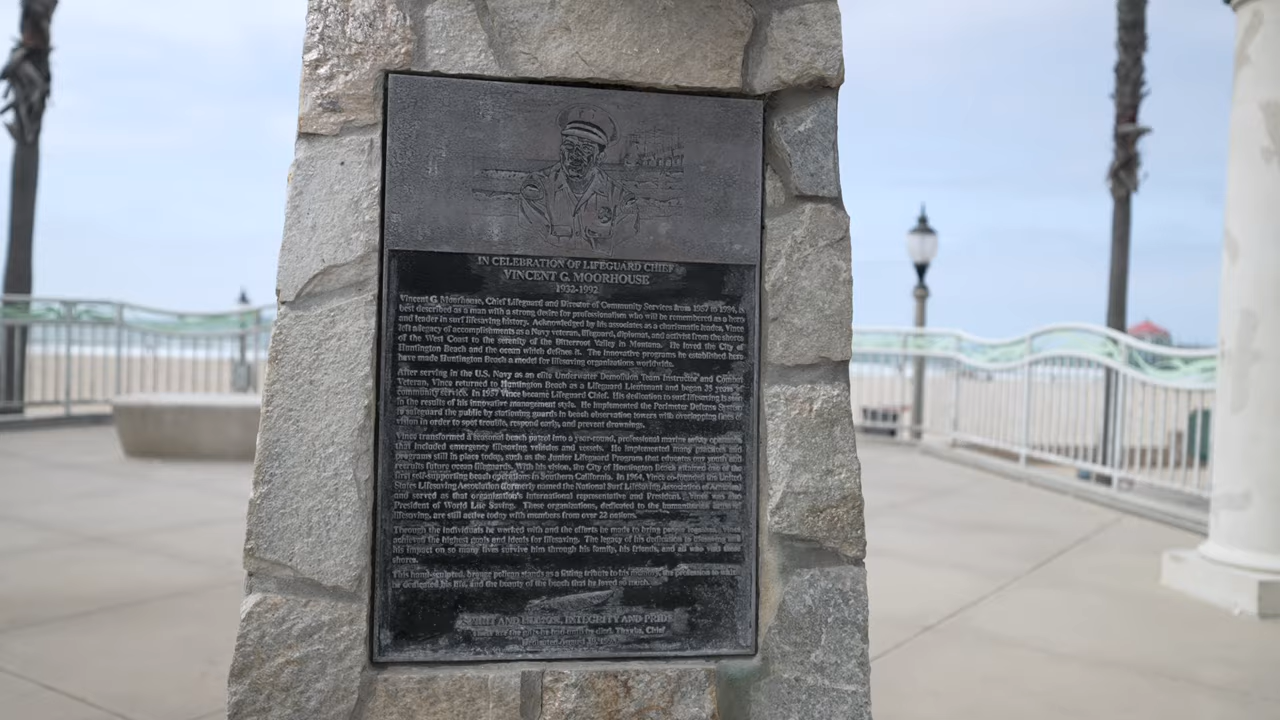 IN CELEBRATION OF LIFEGUARD CHIEF
VINCENT G. MOORHOUSE
1932-1992
Vincent G. Moorhouse, Chief Lifeguard and Director of Community Services from 1957 to is
best described as a man with a strong desire for professionalism who will be remembered as a hero
and leader in surf lifesaving history. Acknowledged by his associates as a charismatic leader, Vince
left a legacy of accomplishments as a Navy veteran, lifeguard, diplomat, and activist from the shores
of the West Coast to the serenity of the Bitterroot Valley in Montana. He loved the City of
Huntington Beach and the ocean which defines it. The innovative programs he established here
have made Huntington Beach a model for lifesaving organizations worldwide.
After serving in the U.S. Navy as an elite Underwater Demolition Team Instructor and Combat
Veteran, Vince returned to Huntington Beach as a Lifeguard Lieutenant and began 25 years of
community service. In 1957 Vince became Lifeguard Chief. His dedication to surf lifesaving is seen
in the results of his innovative management style. He implemented the Perimeter Defense System
to safeguard the public by stationing guards in beach observation towers with overlapping fields of
vision in order to spot trouble, respond early, and prevent drownings.
Vince transformed a seasonal beach patrol into a year-round, professional marine safety operation
that included emergency lifesaving vehicles and vessels. He implemented many practices and
programs still in place today, such as the Junior Lifeguard Program that educates our youth and
recruits future ocean lifeguards. With his vision, the City of Huntington Beach attained one of the
first self-supporting beach operations in Southern California. In 1964, Vince co-founded the United
States Lifesaving Association (formerly named the National Surf Lifesaving Association of America)
and served as that organization's international representative and President. Vince was also
President of World Life Saving. These organizations, dedicated to the humanitarian of
lifesaving, are still active today with members from over 22 nations.
Through the individuals he worked with and the efforts he made to bring people together, Vince
achieved the highest goals and ideals for lifesaving. The legacy of his dedication to lifesaving and
his impact on so many lives survive him through his family, his friends, and all who visit these
shores.
This hand-sculpted, bronze pelican stands as a fitting tribute to his memory, the profession to which
he dedicated his life, and the beauty of the beach that he loved so much.
INTEGRITY AND PRIDE
Thanks, Chief